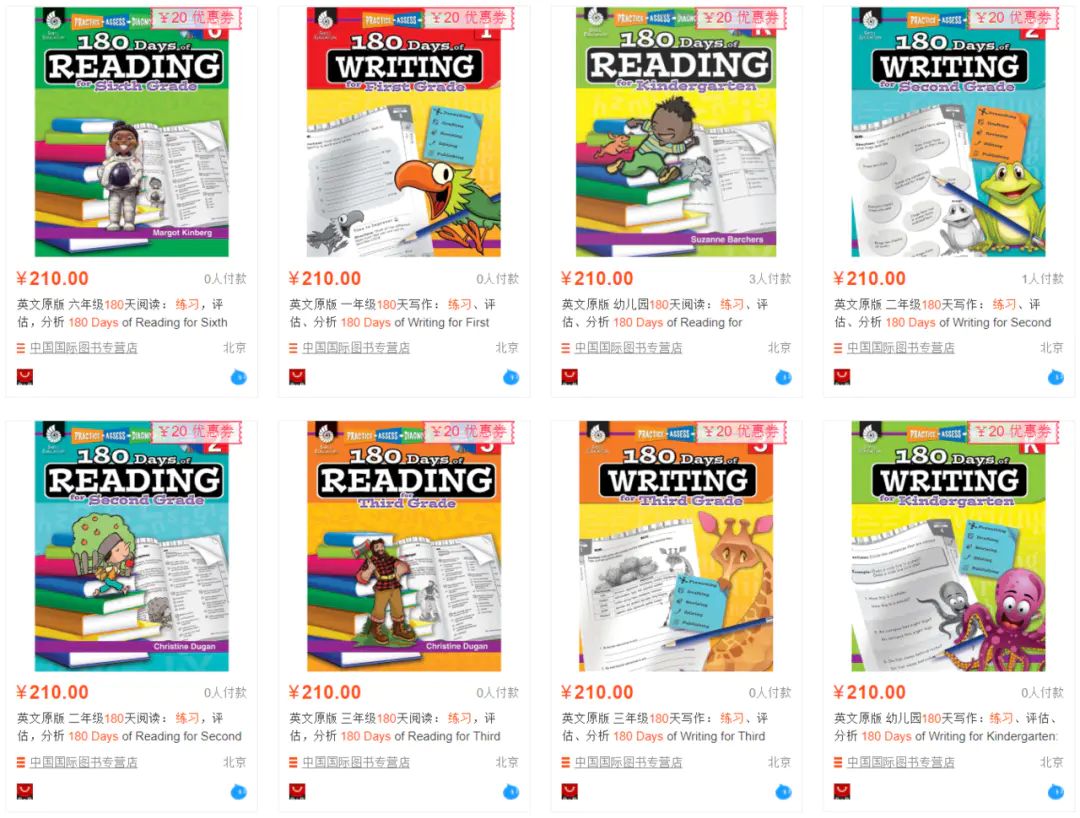 PRACTICE - ASSESS - DIAGNO
¥20 优惠券
180 Days of
READING
for Sixth Grade
Margot Kinberg
¥210.00
0人付款
英文原版 六年级180天阅读： 练习，评
估，分析 180 Days of Reading for Sixth
中国国际图书专营店
北京
PRACTICE - ASSESS -
¥20 优惠券
1
180 Days of
WRITING
for First Grade
Prewriting
Drafting
Revising
Editing
Publishing
¥210.00
0人付款
英文原版 一年级180天写作： 练习、评
估、分析 180 Days of Writing for First
中国国际图书专营店
北京
PRACTICE - ASSESS - DIAGNO
¥20 优惠券
K
180 Days of
READING
for Kindergarten
Suzanne Barchers
¥210.00
3人付款
英文原版 幼儿园180天阅读： 练习、评
估、分析 180 Days of Reading for
中国国际图书专营店
北京
PRACTICE - ASSESS -
¥20 优惠券
2
180 Days of
WRITING
for Second Grade
Prewriting
Drafting
Revising
Editing
Publishing
¥210.00
1人付款
英文原版 二年级180天写作： 练习、评
估、分析 180 Days of Writing for Second
中国国际图书专营店
北京
PRACTICE - ASSESS - DIAGNO
¥20 优惠券
2
180 Days of
READING
for Second Grade
Christine Dugan
¥210.00
0人付款
英文原版 二年级180天阅读： 练习，评
估，分析 180 Days of Reading for Second
中国国际图书专营店
北京
PRACTICE - ASSESS - DIAGNO
¥20 优惠券
3
180 Days of
READING
for
Third Grade
Christine Dugan
¥210.00
0人付款
英文原版 三年级180天阅读： 练习，评
估，分析 180 Days of Reading for Third
中国国际图书专营店
北京
PRACTICE - ASSESS -
¥20 优惠券
3
180 Days of
WRITING
for Third Grade
Prewriting
Drafting
Revising
Editing
Publishing
¥210.00
0人付款
英文原版 三年级180天写作： 练习、评
估、分析 180 Days of Writing for Third
中国国际图书专营店
北京
PRACTICE - ASSESS -
¥20 优惠券
K
180 Days of
WRITING
for Kindergarten
Prewriting
Drafting
Revising
Editing
Publishing
¥210.00
0人付款
英文原版 幼儿园180天写作： 练习、评估、
分析 180 Days of Writing for Kindergarten:
中国国际图书专营店
北京